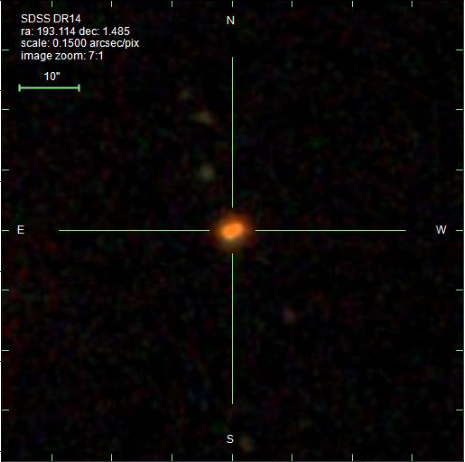 SDSS DR14
ra: 193.114 dec: 1.485
scale: 0.1500 arcsec/pix
image zoom: 7:1
10"
N
E
W
S